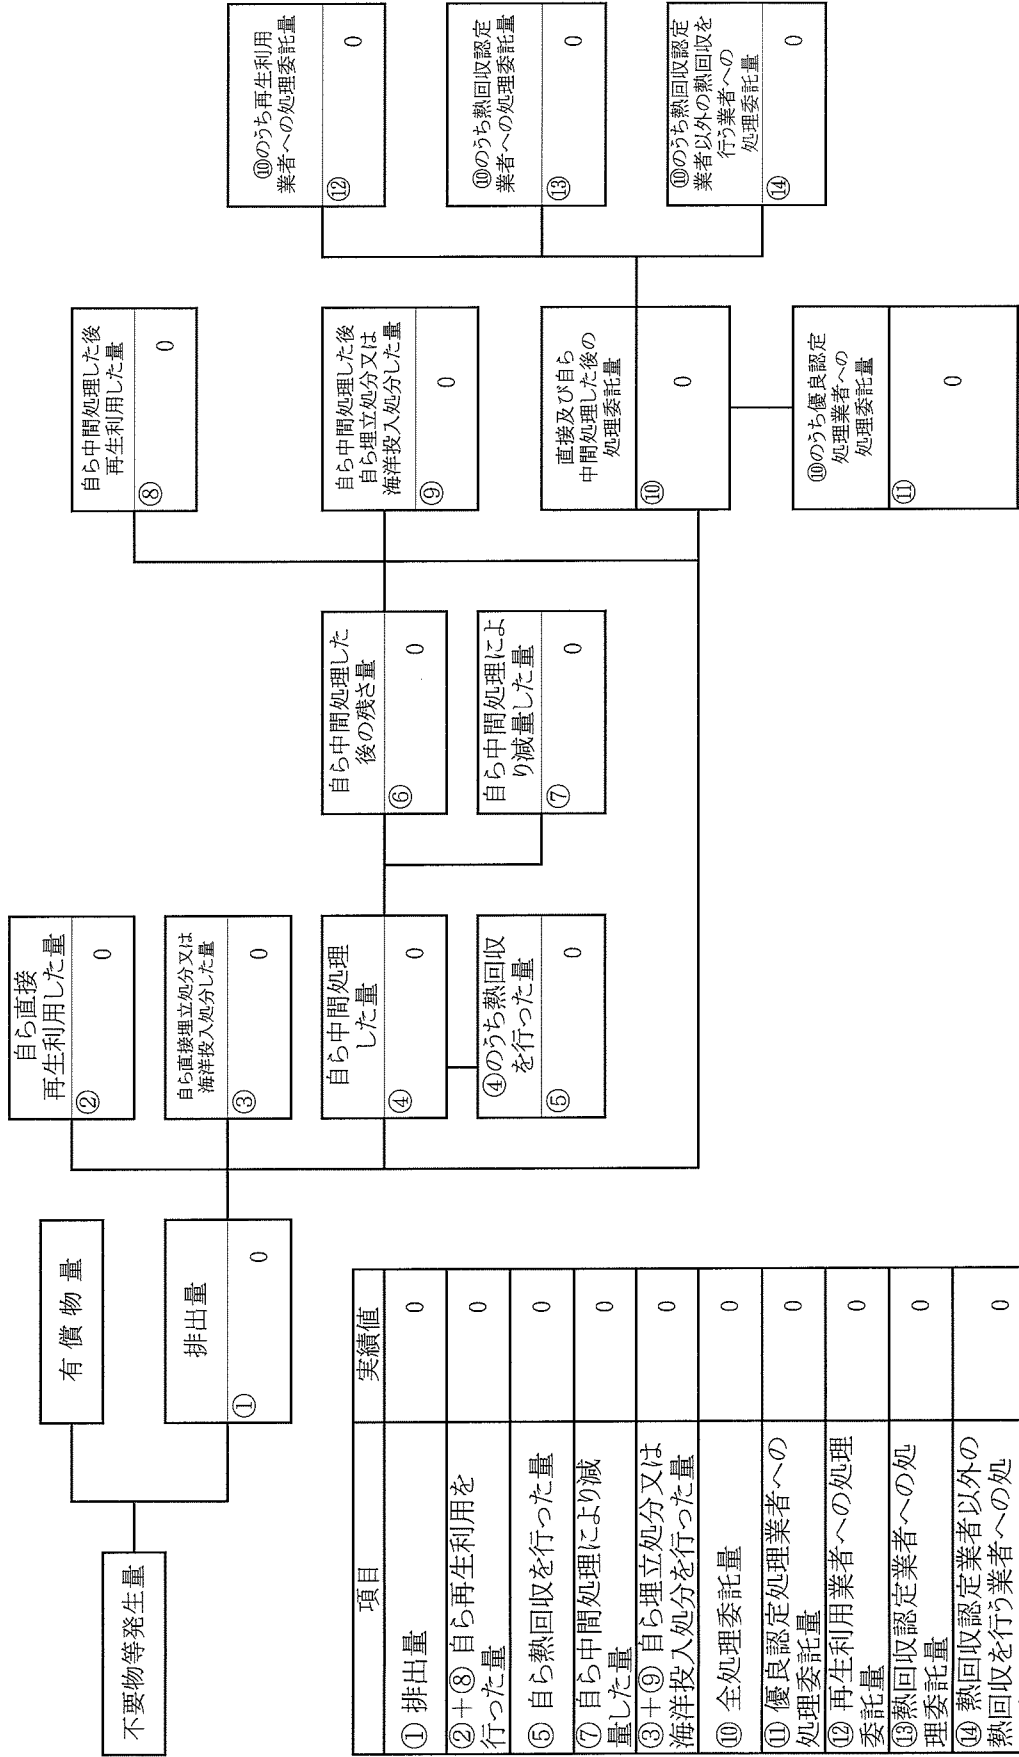 不要物等発生量
有償物量
排出量
①
0
自ら直接
再生利用した量
②
0
自ら直接埋立処分又は
海洋投入処分した量
③
0
自ら中間処理
した量
④
0
④のうち熱回収
を行った量
⑤
0
自ら中間処理した
後の残さ量
⑥
0
自ら中間処理によ
り減量した量
⑦
0
自ら中間処理した後
再生利用した量
⑧
0
自ら中間処理した後
自ら埋立処分又は
海洋投入処分した量
⑨
0
直接及び自ら
中間処理した後の
処理委託量
⑩
0
⑩のうち優良認定
処理業者への
処理委託量
⑪
0
⑩のうち再生利用
業者への処理委託量
⑫
0
⑩のうち熱回収認定
業者への処理委託量
⑬
0
⑩のうち熱回収認定
業者以外の熱回収を
行う業者への
処理委託量
⑭
0
項目 実績値
① 排出量 0
②+⑧ 自ら再生利用を
行った量 0
⑤ 自ら熱回収を行った量 0
⑦ 自ら中間処理により減
量した量 0
③+⑨ 自ら埋立処分又は
海洋投入処分を行った量 0
⑩ 全処理委託量 0
⑪ 優良認定処理業者への
処理委託量 0
⑫ 再生利用業者への処理
委託量 0
⑬熱回収認定業者への処
理委託量 0
⑭ 熱回収認定業者以外の
熱回収を行う業者への処 0